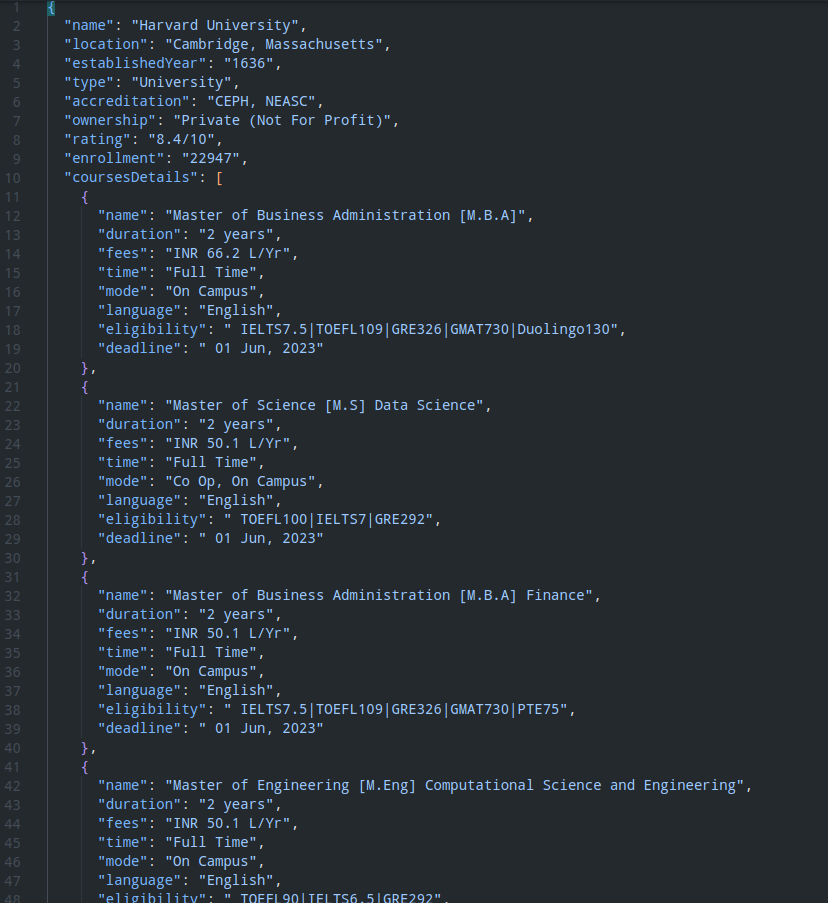 1 {
2 "name": "Harvard University",
3 "location": "Cambridge, Massachusetts",
4 "establishedYear": "1636",
5 "type": "University",
6 "accreditation": "CEPH, NEASC",
7 "ownership": "Private (Not For Profit)",
8 "rating": "8.4/10",
9 "enrollment": "22947",
10 "coursesDetails": [
11 {
12 "name": "Master of Business Administration [M.B.A]",
13 "duration": "2 years",
14 "fees": "INR 66.2 L/Yr",
15 "time": "Full Time",
16 "mode": "On Campus",
17 "language": "English",
18 "eligibility": " IELTS7.5|TOEFL109|GRE326|GMAT730|Duolingo130",
19 "deadline": " 01 Jun, 2023"
20 },
21 {
22 "name": "Master of Science [M.S] Data Science",
23 "duration": "2 years",
24 "fees": "INR 50.1 L/Yr",
25 "time": "Full Time",
26 "mode": "Co Op, On Campus",
27 "language": "English",
28 "eligibility": " TOEFL100|IELTS7|GRE292",
29 "deadline": " 01 Jun, 2023"
30 },
31 {
32 "name": "Master of Business Administration [M.B.A] Finance",
33 "duration": "2 years",
34 "fees": "INR 50.1 L/Yr",
35 "time": "Full Time",
36 "mode": "On Campus",
37 "language": "English",
38 "eligibility": " IELTS7.5|TOEFL109|GRE326|GMAT730|PTE75",
39 "deadline": " 01 Jun, 2023"
40 },
41 {
42 "name": "Master of Engineering [M.Eng] Computational Science and Engineering",
43 "duration": "2 years",
44 "fees": "INR 50.1 L/Yr",
45 "time": "Full Time",
46 "mode": "On Campus",
47 "language": "English",
48 "eligibility": " TOEFL90|IELTS6.5|GRE292",